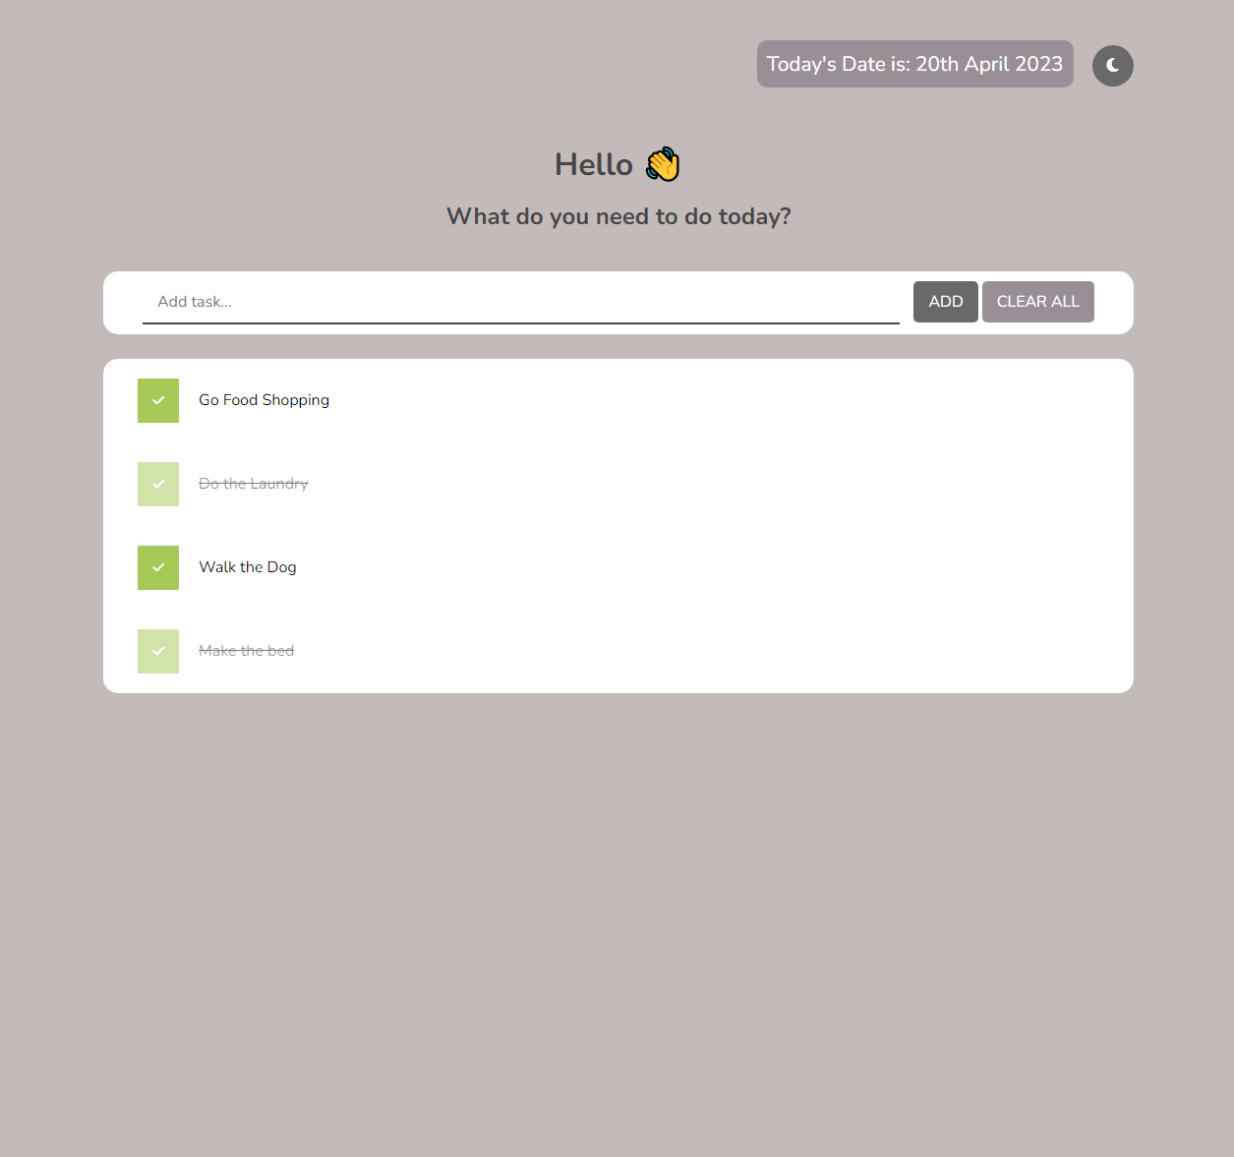 Today's Date is: 20th April 2023
Hello 👋
What do you need to do today?
Add task...
ADD
CLEAR ALL
Go Food Shopping
Do the Laundry
Walk the Dog
Make the bed